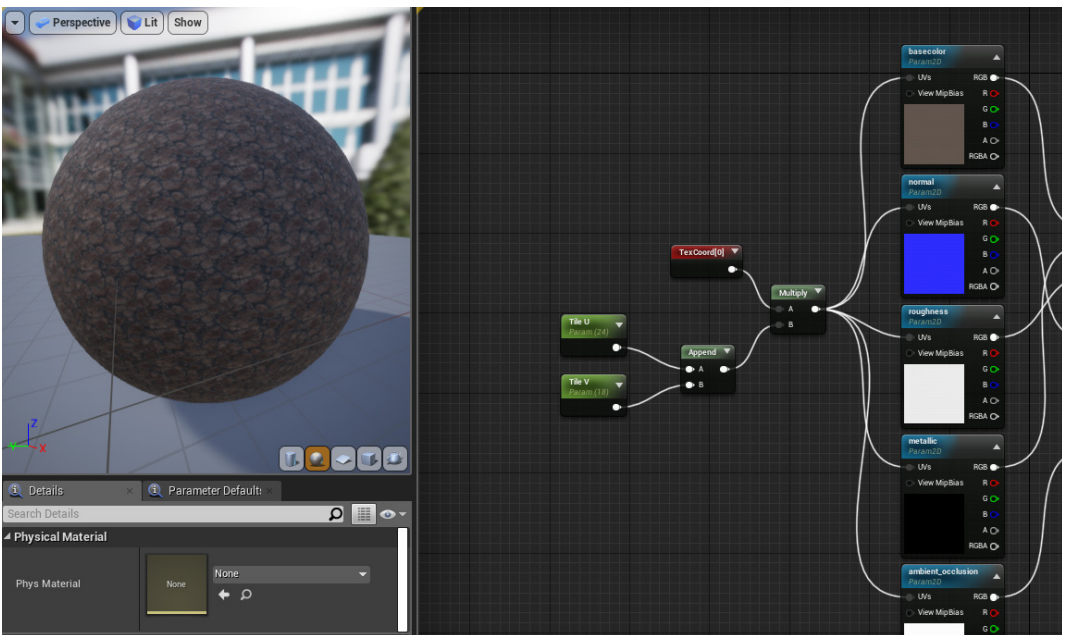 Perspective Lit Show
Z
Y X
Details × Parameter Defaults ×
Search Details
Physical Material
Phys Material
None
None
TexCoord[0]
Multiply
A
B
Tile U
Param (24)
Tile V
Param (18)
Append
A
B
basecolor
Param2D
UVs RGB
View MipBias R
G
B
A
RGBA
normal
Param2D
UVs RGB
View MipBias R
G
B
A
RGBA
roughness
Param2D
UVs RGB
View MipBias R
G
B
A
RGBA
metallic
Param2D
UVs RGB
View MipBias R
G
B
A
RGBA
ambient_occlusion
Param2D
UVs RGB
View MipBias R
G